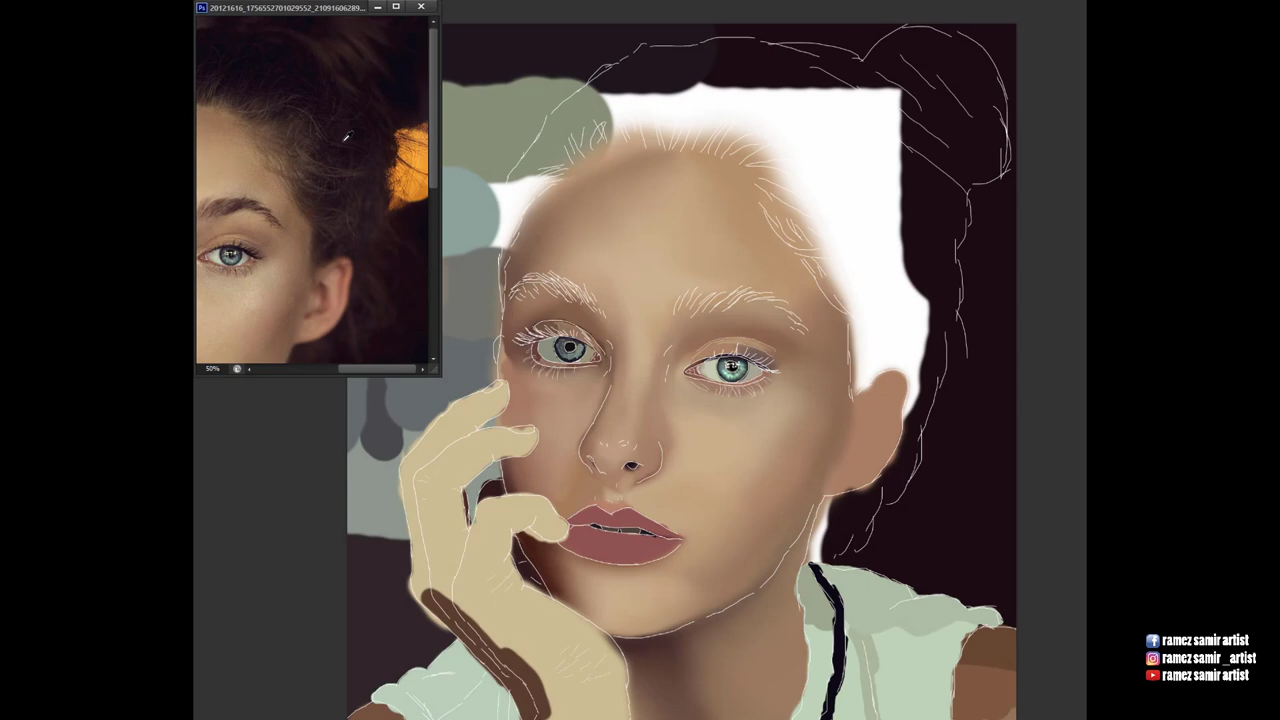 20121616_1756552701029552_21091606289...
50%
ramez samir artist
ramez samir _artist
ramez samir artist